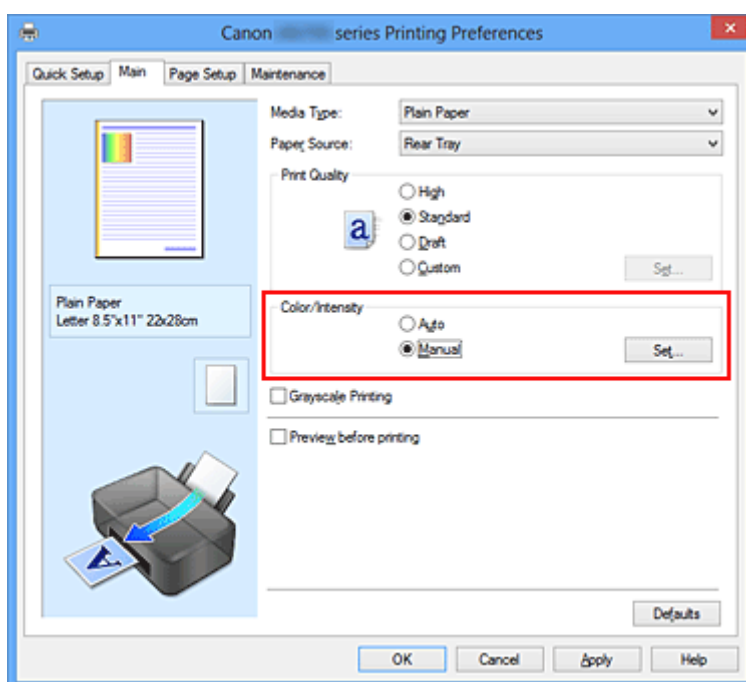 Canon series Printing Preferences
Quick Setup Main Page Setup Maintenance
Media Type: Plain Paper
Paper Source: Rear Tray
Print Quality
High
a Standard
Draft
Custom Set...
Plain Paper
Letter 8.5"x11" 22x28cm
Color/Intensity
Auto
Manual Set...
Grayscale Printing
Preview before printing
A
Defaults
OK Cancel Apply Help